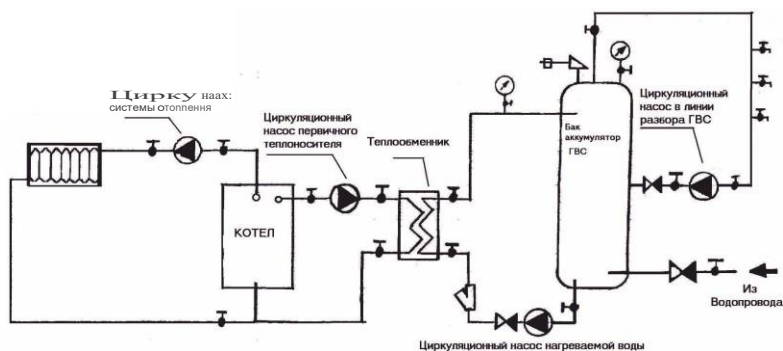 Цирку наах:
системы отоппення
Циркуляционный
насос первичного
теплоносителя
Теплообменник
Циркуляционный
насос в линии
разбора ГВС
Бак
аккумулятор
ГВС
КОТЕЛ
Из
Водопровода
Циркуляционный насос нагреваемой воды